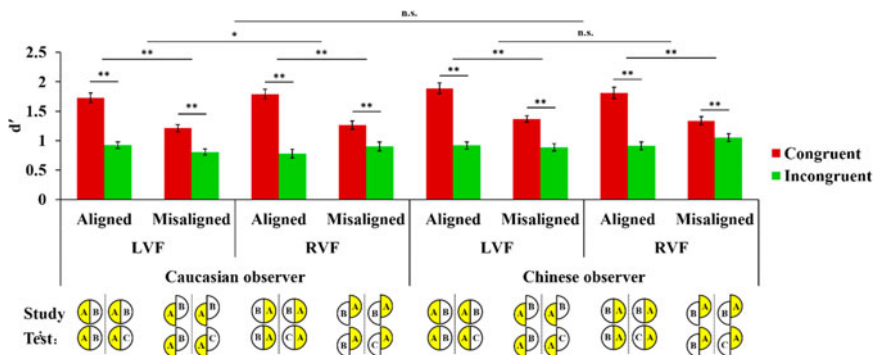 n.s.
* n.s.
** ** ** **
** ** ** ** ** ** ** **
2.5
2
1.5
1
0.5
0
d'
Congruent
Incongruent
Aligned Misaligned Aligned Misaligned Aligned Misaligned Aligned Misaligned
LVF RVF LVF RVF
Caucasian observer Chinese observer
Study A B A B A B A B B A B A B A B A A B A B A B A B B A B A B A B A
Test: A B A C A B A C B A C A B A C A A B A C A B A C B A C A B A C A